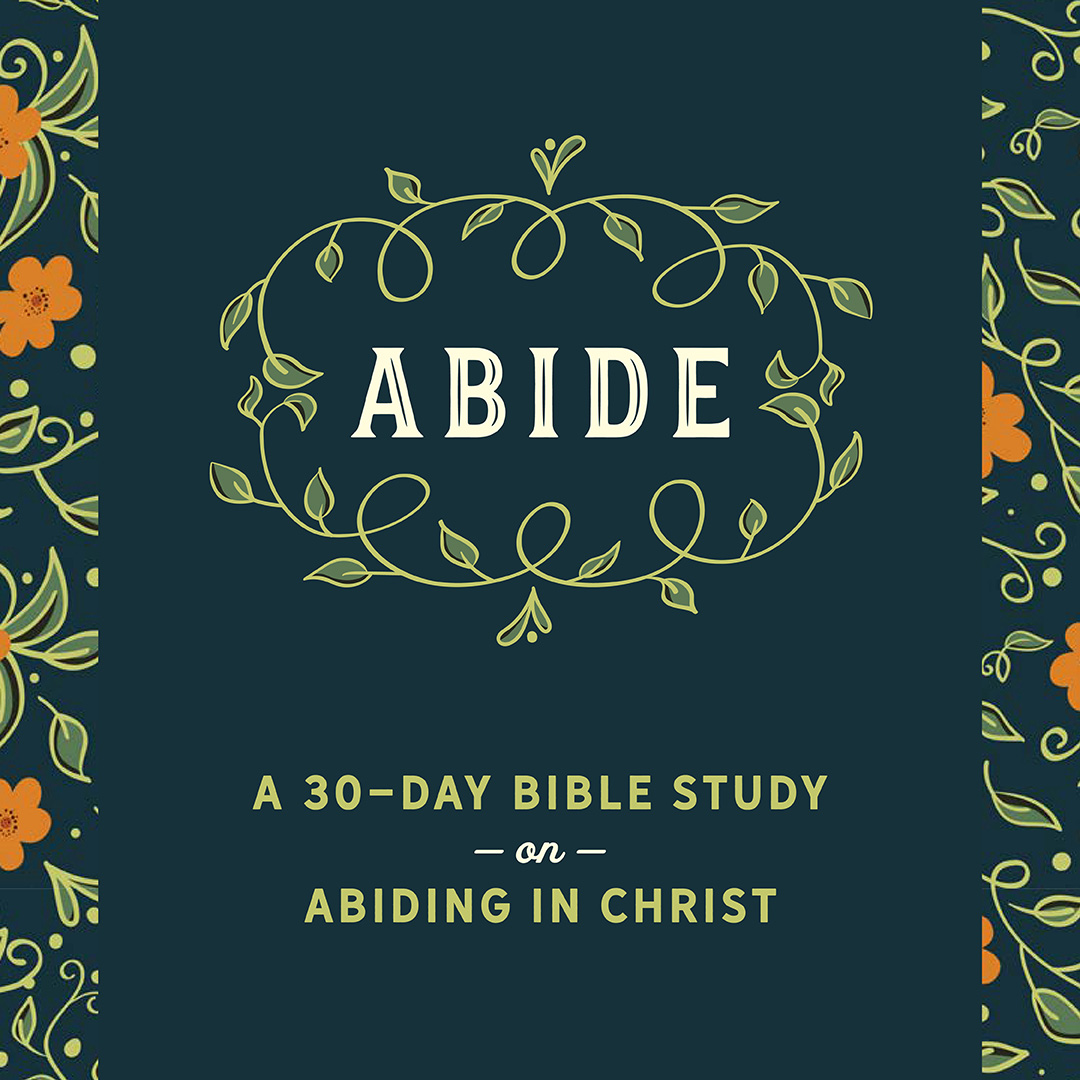 ABIDE
A 30-DAY BIBLE STUDY
– on –
ABIDING IN CHRIST